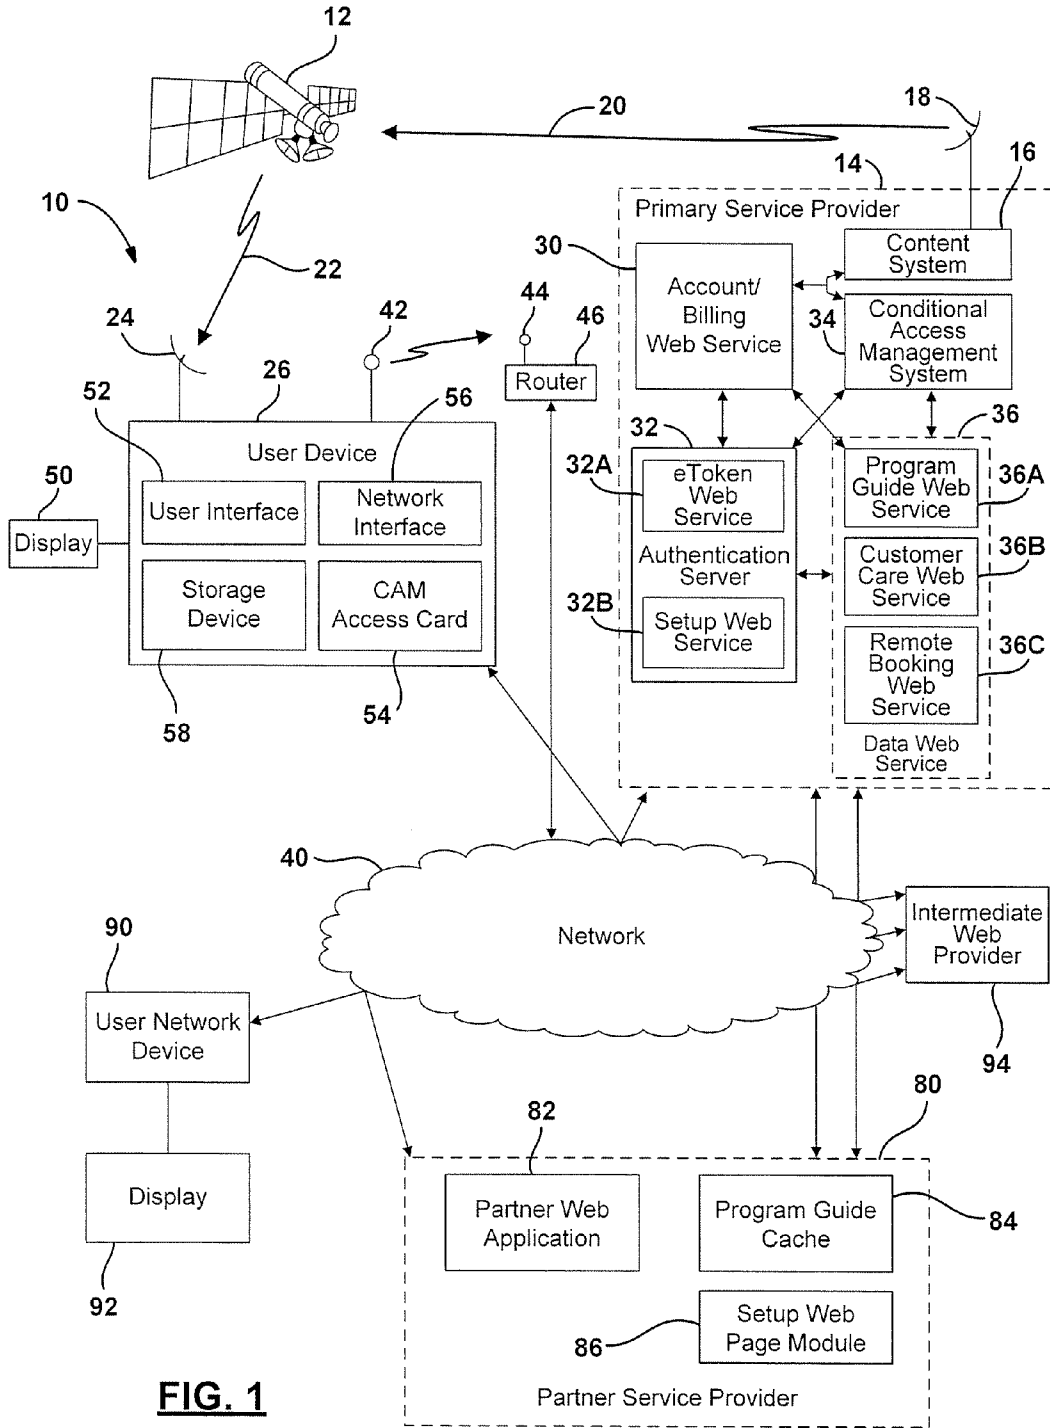 12
20
18
14
16
10
Primary Service Provider
30
Content
System
22
Account/
Billing
Web Service
34
Conditional
Access
Management
System
24
42
44
46
Router
26
52
56
32
36
User Device
50
Display
User Interface
Network
Interface
Storage
Device
CAM
Access Card
58
54
32A
eToken
Web
Service
Authentication
Server
32B
Setup Web
Service
Program
Guide Web
Service
36A
Customer
Care Web
Service
36B
Remote
Booking
Web
Service
36C
Data Web
Service
40
Network
Intermediate
Web
Provider
94
90
User Network
Device
Display
92
80
82
Partner Web
Application
Program Guide
Cache
84
Setup Web
Page Module
86
Partner Service Provider
FIG. 1